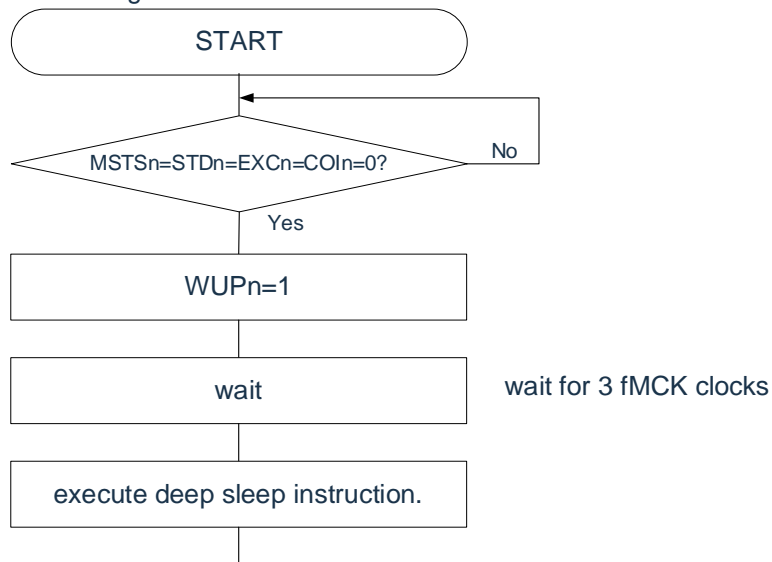 START
MSTSn=STDn=EXCn=COIn=0?
No
Yes
WUPn=1
wait
wait for 3 fMCK clocks
execute deep sleep instruction.